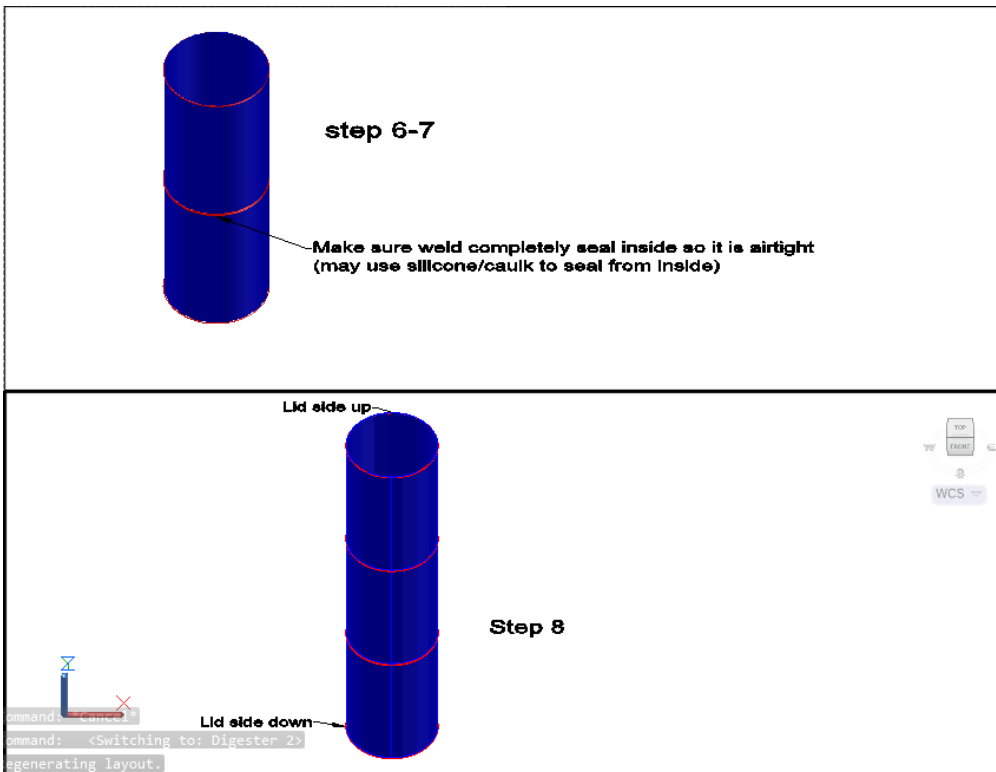 step 6-7
Make sure weld completely seal inside so it is airtight
(may use silicone/caulk to seal from inside)
Lid side up
TOP
FRONT
W
S
WCS
Step 8
X
Lid side down
ommand: *Cancel*
ommand: <Switching to: Digester 2>
egenerating layout.